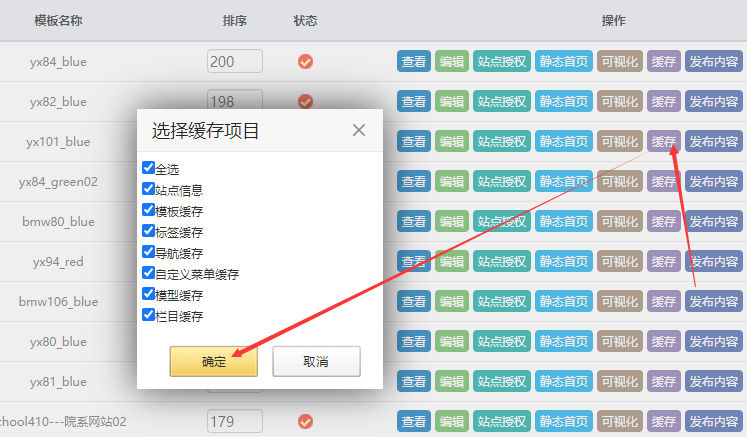 模板名称 排序 状态 操作
yx84_blue 200 查看 编辑 站点授权 静态首页 可视化 缓存 发布内容
yx82_blue 198 查看 编辑 站点授权 静态首页 可视化 缓存 发布内容
yx101_blue 查看 编辑 站点授权 静态首页 可视化 缓存 发布内容
yx84_green02 查看 编辑 站点授权 静态首页 可视化 缓存 发布内容
bmw80_blue 查看 编辑 站点授权 静态首页 可视化 缓存 发布内容
yx94_red 查看 编辑 站点授权 静态首页 可视化 缓存 发布内容
bmw106_blue 查看 编辑 站点授权 静态首页 可视化 缓存 发布内容
yx80_blue 查看 编辑 站点授权 静态首页 可视化 缓存 发布内容
yx81_blue 查看 编辑 站点授权 静态首页 可视化 缓存 发布内容
chool410---院系网站02 179 查看 编辑 站点授权 静态首页 可视化 缓存 发布内容
选择缓存项目
全选
站点信息
模板缓存
标签缓存
导航缓存
自定义菜单缓存
模型缓存
栏目缓存
确定 取消